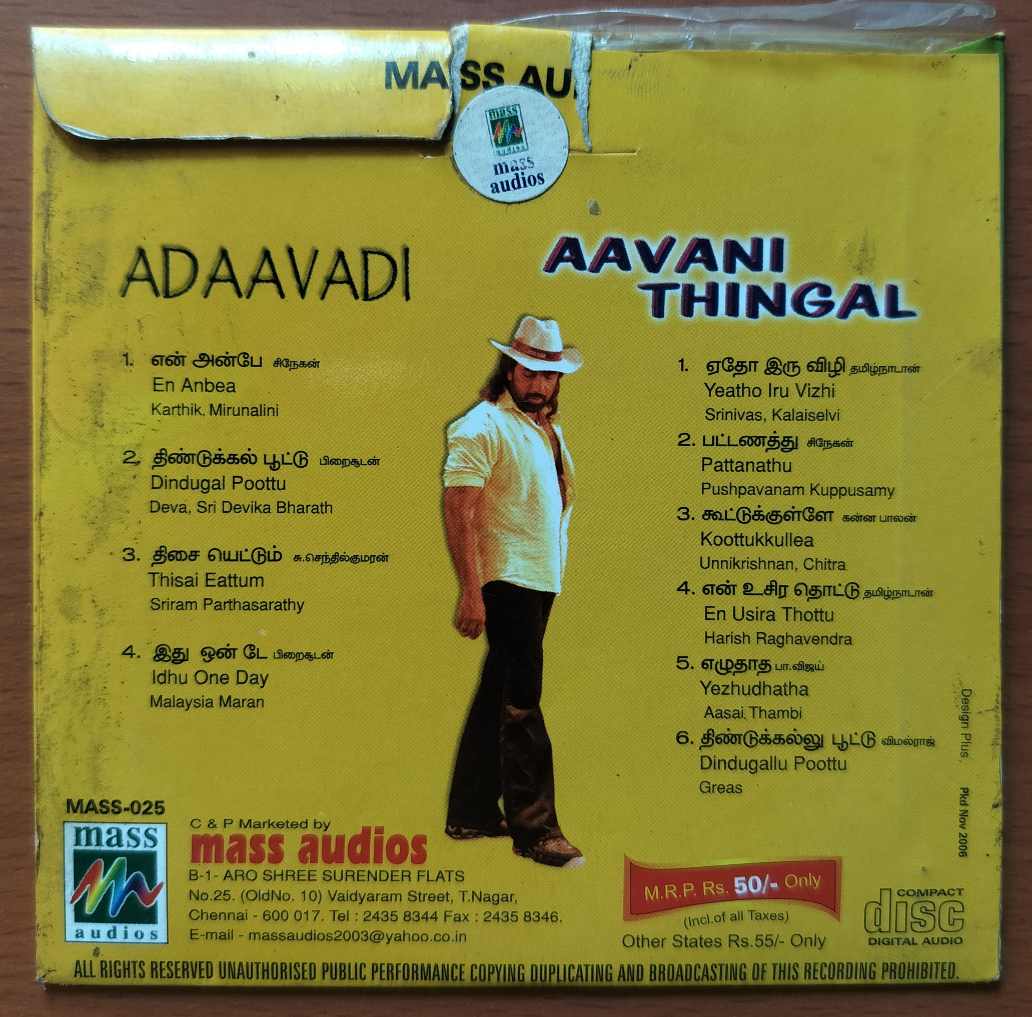 MASS AU
mass
audios
mass
audios
ADAAVADI
1. என் அன்பே சிநேகன்
En Anbea
Karthik, Mirunalini
2. திண்டுக்கல் பூட்டு பிறைசூடன்
Dindugal Poottu
Deva, Sri Devika Bharath
3. திசை யெட்டும் சு.செந்தில்குமரன்
Thisai Eattum
Sriram Parthasarathy
4. இது ஒன் டே பிறைசூடன்
Idhu One Day
Malaysia Maran
AAVANI
THINGAL
1. ஏதோ இரு விழி தமிழ்நாடான்
Yeatho Iru Vizhi
Srinivas, Kalaiselvi
2. பட்டணத்து சிநேகன்
Pattanathu
Pushpavanam Kuppusamy
3. கூட்டுக்குள்ளே கன்ன பாலன்
Koottukkullea
Unnikrishnan, Chitra
4. என் உசிர தொட்டு தமிழ்நாடான்
En Usira Thottu
Harish Raghavendra
5. எழுதாத பா.விஜய்
Yezhudhatha
Aasai Thambi
6. திண்டுக்கல்லு பூட்டு விமல்ராஜ்
Dindugallu Poottu
Greas
Design Plus.
Pkd Nov 2006
MASS-025
mass
audios
C & P Marketed by
mass audios
B-1- ARO SHREE SURENDER FLATS
No.25. (OldNo. 10) Vaidyaram Street, T.Nagar,
Chennai - 600 017. Tel : 2435 8344 Fax : 2435 8346.
E-mail - massaudios2003@yahoo.co.in
M.R.P. Rs. 50/- Only
(Incl.of all Taxes)
Other States Rs.55/- Only
COMPACT
disc
DIGITAL AUDIO
ALL RIGHTS RESERVED UNAUTHORISED PUBLIC PERFORMANCE COPYING DUPLICATING AND BROADCASTING OF THIS RECORDING PROHIBITED.